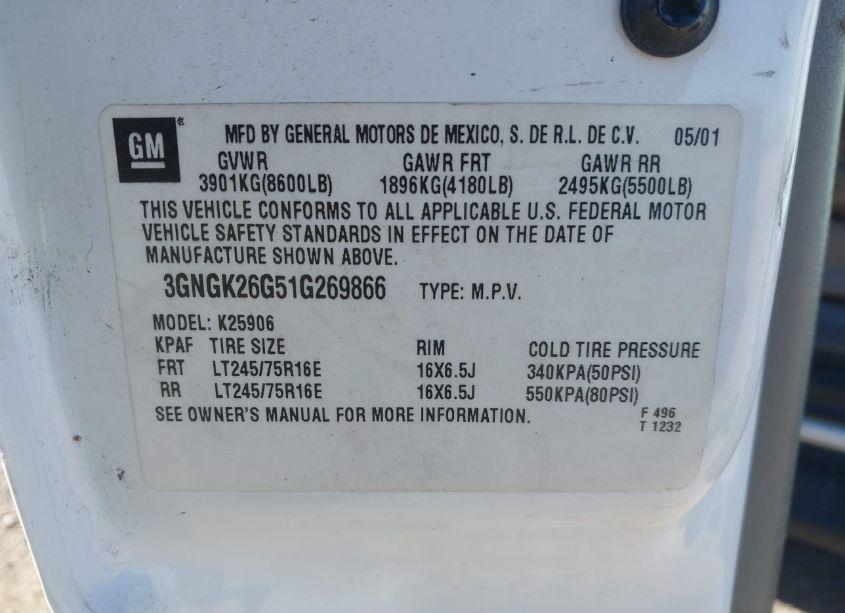 GM MFD BY GENERAL MOTORS DE MEXICO, S. DE R.L. DE C.V. 05/01
GVWR GAWR FRT GAWR RR
3901KG(8600LB) 1896KG(4180LB) 2495KG(5500LB)
THIS VEHICLE CONFORMS TO ALL APPLICABLE U.S. FEDERAL MOTOR
VEHICLE SAFETY STANDARDS IN EFFECT ON THE DATE OF
MANUFACTURE SHOWN ABOVE.
3GNGK26G51G269866 TYPE: M.P.V.
MODEL: K25906
KPAF TIRE SIZE RIM COLD TIRE PRESSURE
FRT LT245/75R16E 16X6.5J 340KPA(50PSI)
RR LT245/75R16E 16X6.5J 550KPA(80PSI)
SEE OWNER'S MANUAL FOR MORE INFORMATION. F 496
T 1232